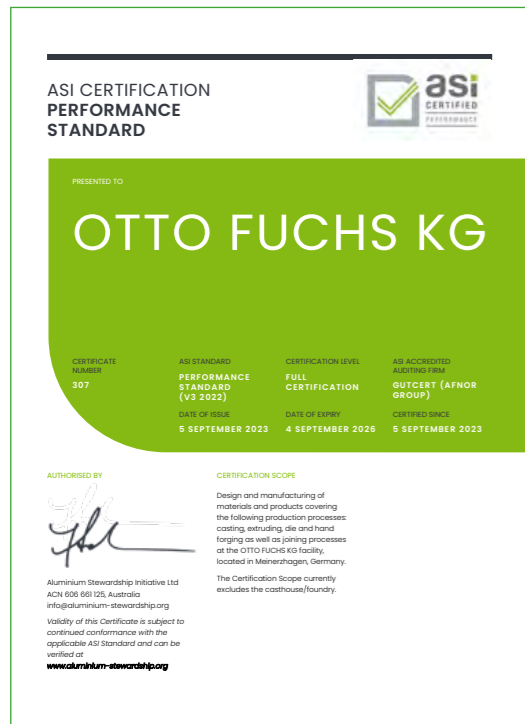 ASI CERTIFICATION
PERFORMANCE
STANDARD
asi
CERTIFIED
PERFORMANCE
PRESENTED TO
OTTO FUCHS KG
CERTIFICATE
NUMBER
307
ASI STANDARD
PERFORMANCE
STANDARD
(V3 2022)
CERTIFICATION LEVEL
FULL
CERTIFICATION
ASI ACCREDITED
AUDITING FIRM
GUTCERT (AFNOR
GROUP)
DATE OF ISSUE
5 SEPTEMBER 2023
DATE OF EXPIRY
4 SEPTEMBER 2026
CERTIFIED SINCE
5 SEPTEMBER 2023
AUTHORISED BY
Aluminium Stewardship Initiative Ltd
ACN 606 661 125, Australia
info@aluminium-stewardship.org
Validity of this Certificate is subject to
continued conformance with the
applicable ASI Standard and can be
verified at
www.aluminium-stewardship.org
CERTIFICATION SCOPE
Design and manufacturing of
materials and products covering
the following production processes:
casting, extruding, die and hand
forging as well as joining processes
at the OTTO FUCHS KG facility,
located in Meinerzhagen, Germany.
The Certification Scope currently
excludes the casthouse/foundry.